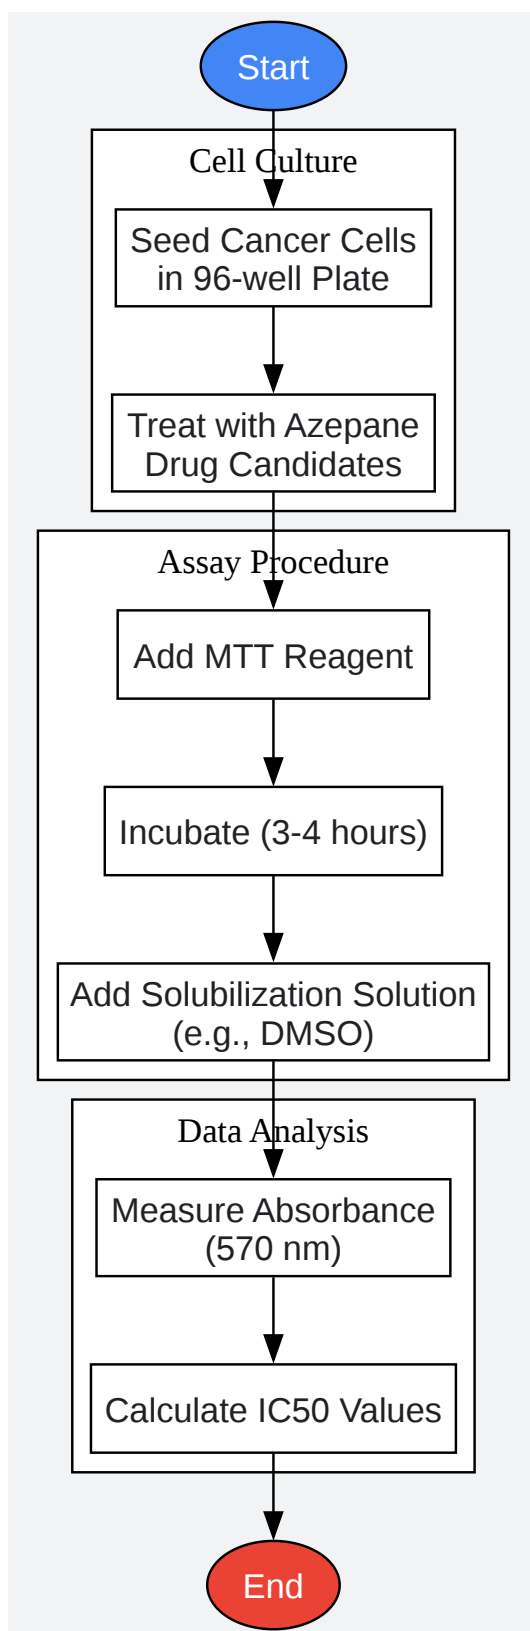 Start
Cell Culture
Seed Cancer Cells
in 96-well Plate
Treat with Azepane
Drug Candidates
Assay Procedure
Add MTT Reagent
Incubate (3-4 hours)
Add Solubilization Solution
(e.g., DMSO)
Data Analysis
Measure Absorbance
(570 nm)
Calculate IC50 Values
End